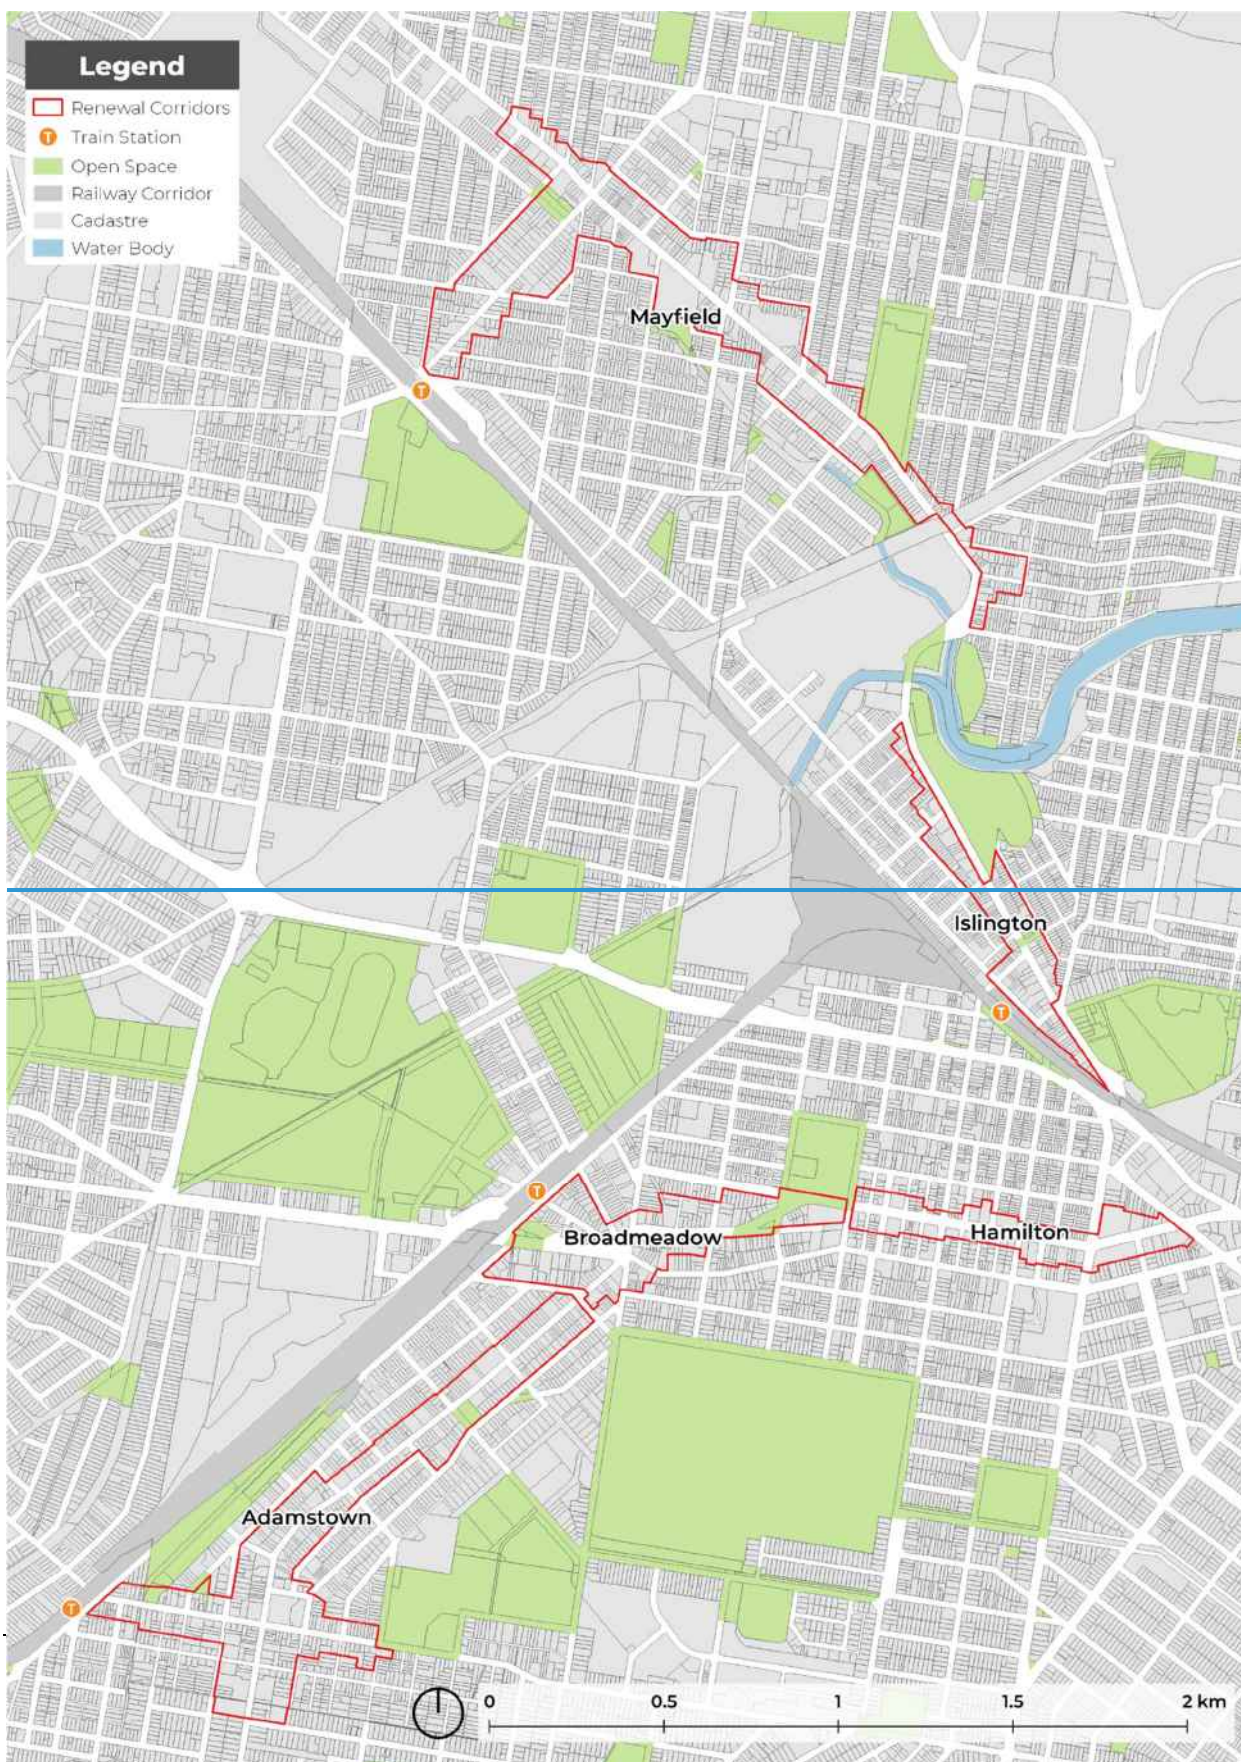 Legend
Renewal Corridors
T Train Station
Open Space
Railway Corridor
Cadastre
Water Body
Mayfield
T
Islington
T
T
Broadmeadow
Hamilton
Adamstown
T
0 0.5 1 1.5 2 km